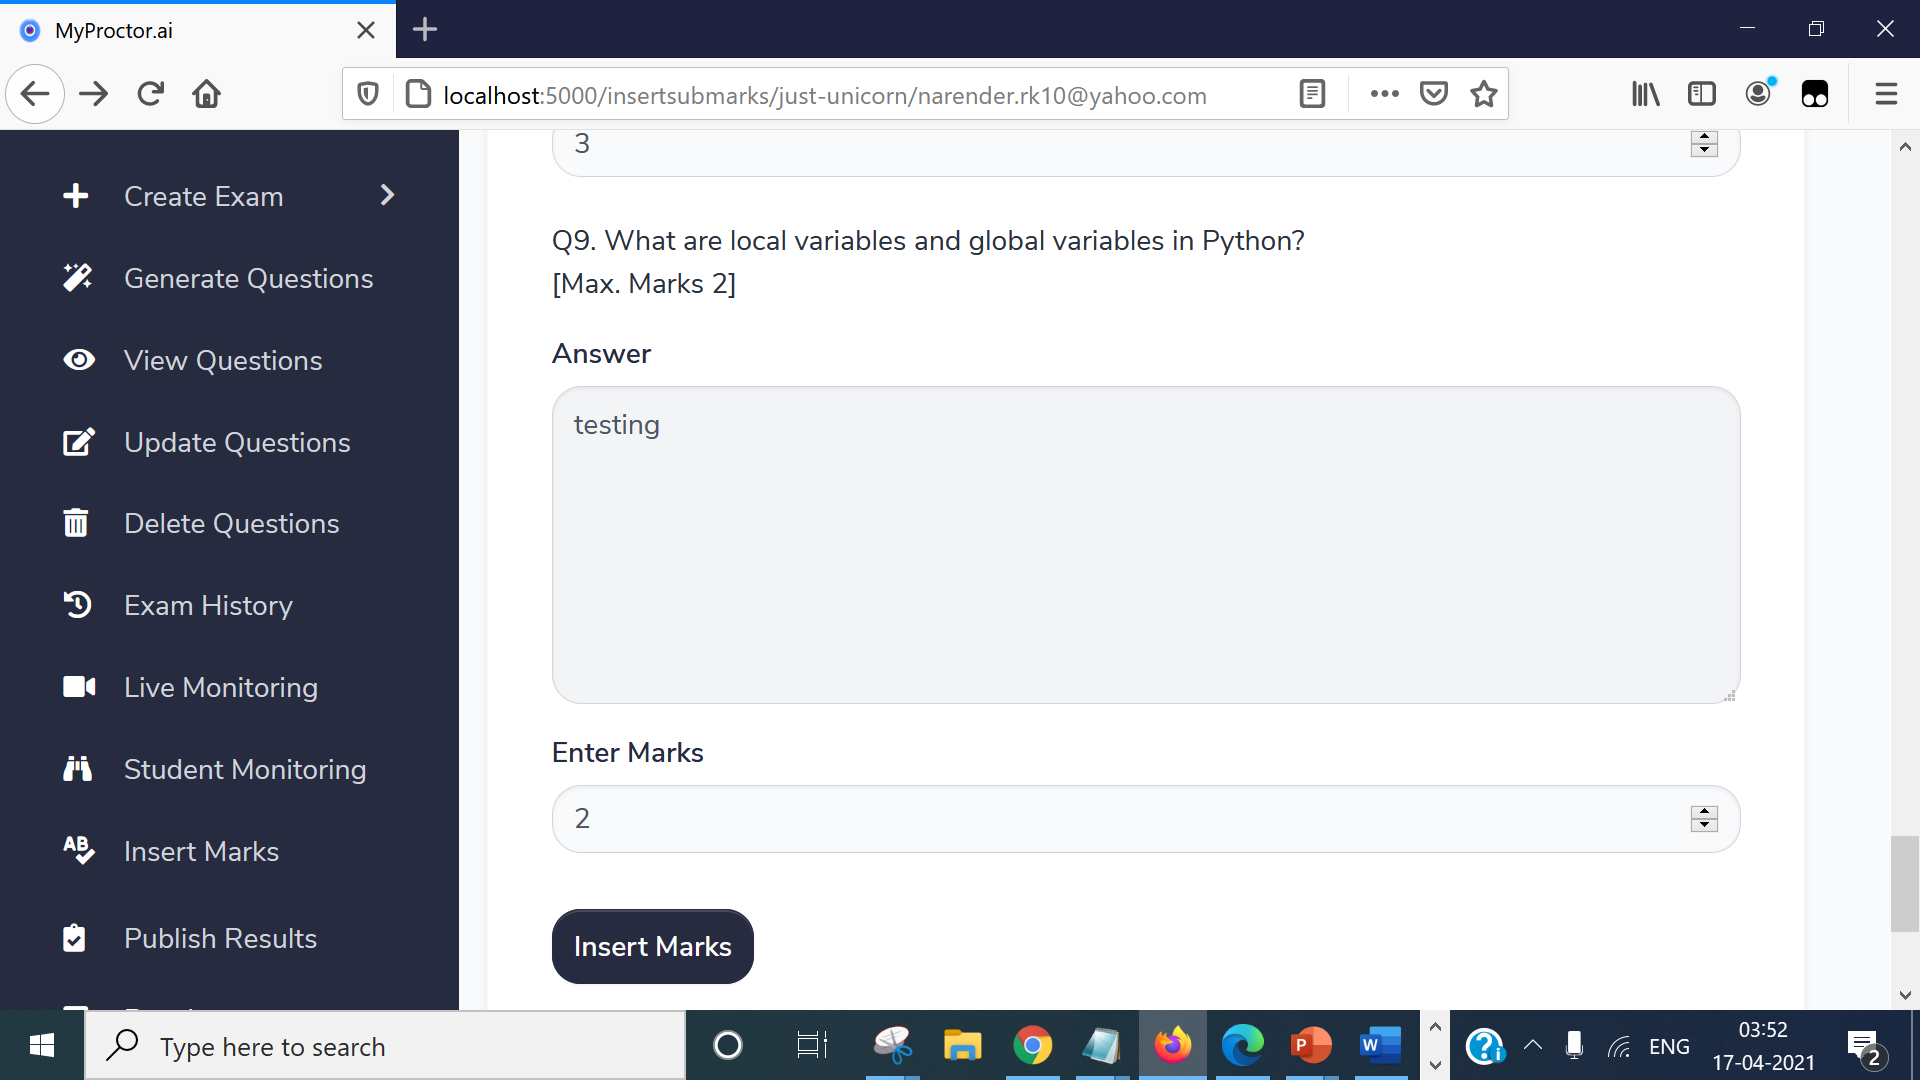 MyProctor.ai
localhost:5000/insertsubmarks/just-unicorn/narender.rk10@yahoo.com
Create Exam
Generate Questions
View Questions
Update Questions
Delete Questions
Exam History
Live Monitoring
Student Monitoring
AB
Insert Marks
Publish Results
3
Q9. What are local variables and global variables in Python?
[Max. Marks 2]
Answer
testing
Enter Marks
2
Insert Marks
Type here to search
P
W
?
i
ENG
03:52
17-04-2021
2